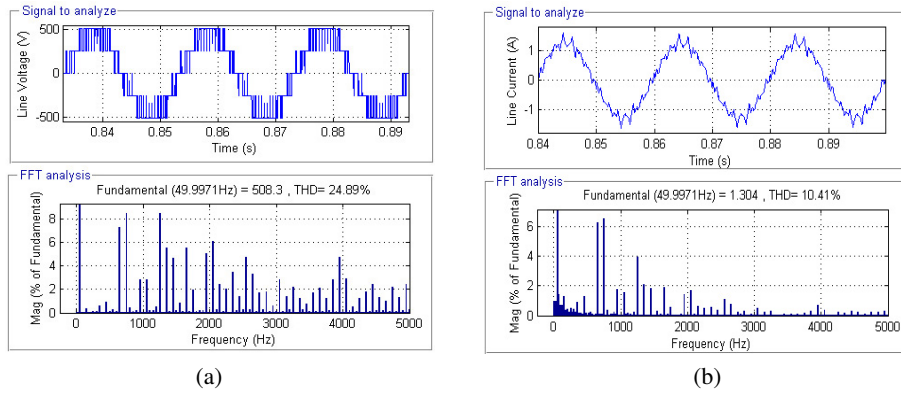 Signal to analyze
Line Voltage (V)
500
0
-500
0.84 0.85 0.86 0.87 0.88 0.89
Time (s)
FFT analysis
Fundamental (49.9971Hz) = 508.3 , THD= 24.89%
Mag (% of Fundamental)
8
6
4
2
0
0 1000 2000 3000 4000 5000
Frequency (Hz)
(a)
Signal to analyze
Line Current (A)
1
0
-1
0.84 0.85 0.86 0.87 0.88 0.89
Time (s)
FFT analysis
Fundamental (49.9971Hz) = 1.304 , THD= 10.41%
Mag (% of Fundamental)
6
4
2
0
0 1000 2000 3000 4000 5000
Frequency (Hz)
(b)